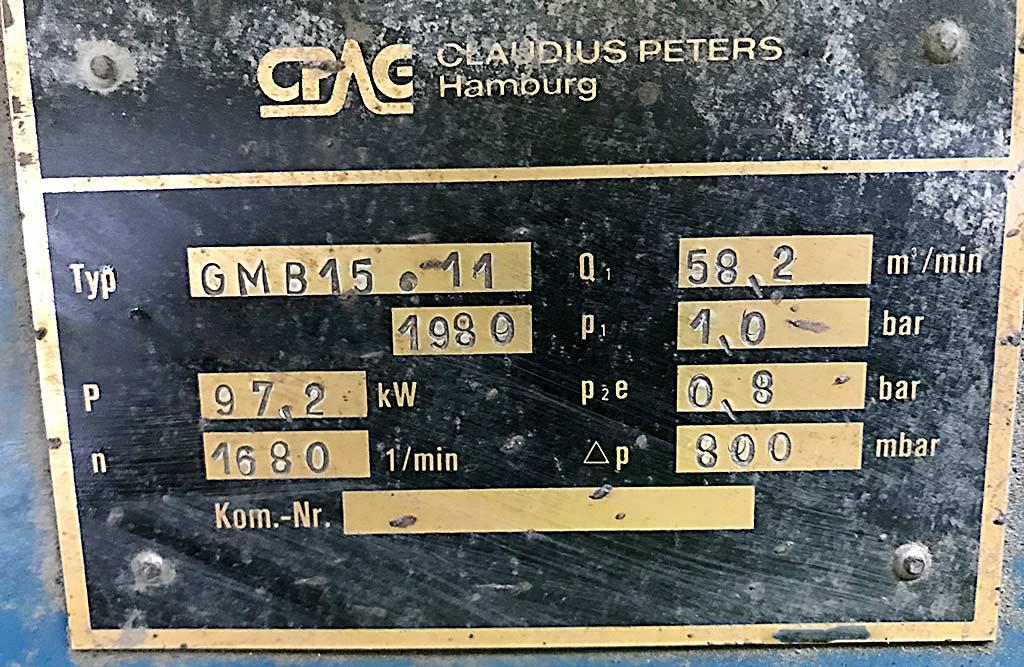 CPAG CLAUDIUS PETERS
Hamburg
Typ GMB15.11 Q₁ 58,2 m³/min
1980 p₁ 1,0 bar
P 97,2 kW p₂e 0,8 bar
n 1680 1/min △p 800 mbar
Kom.-Nr.